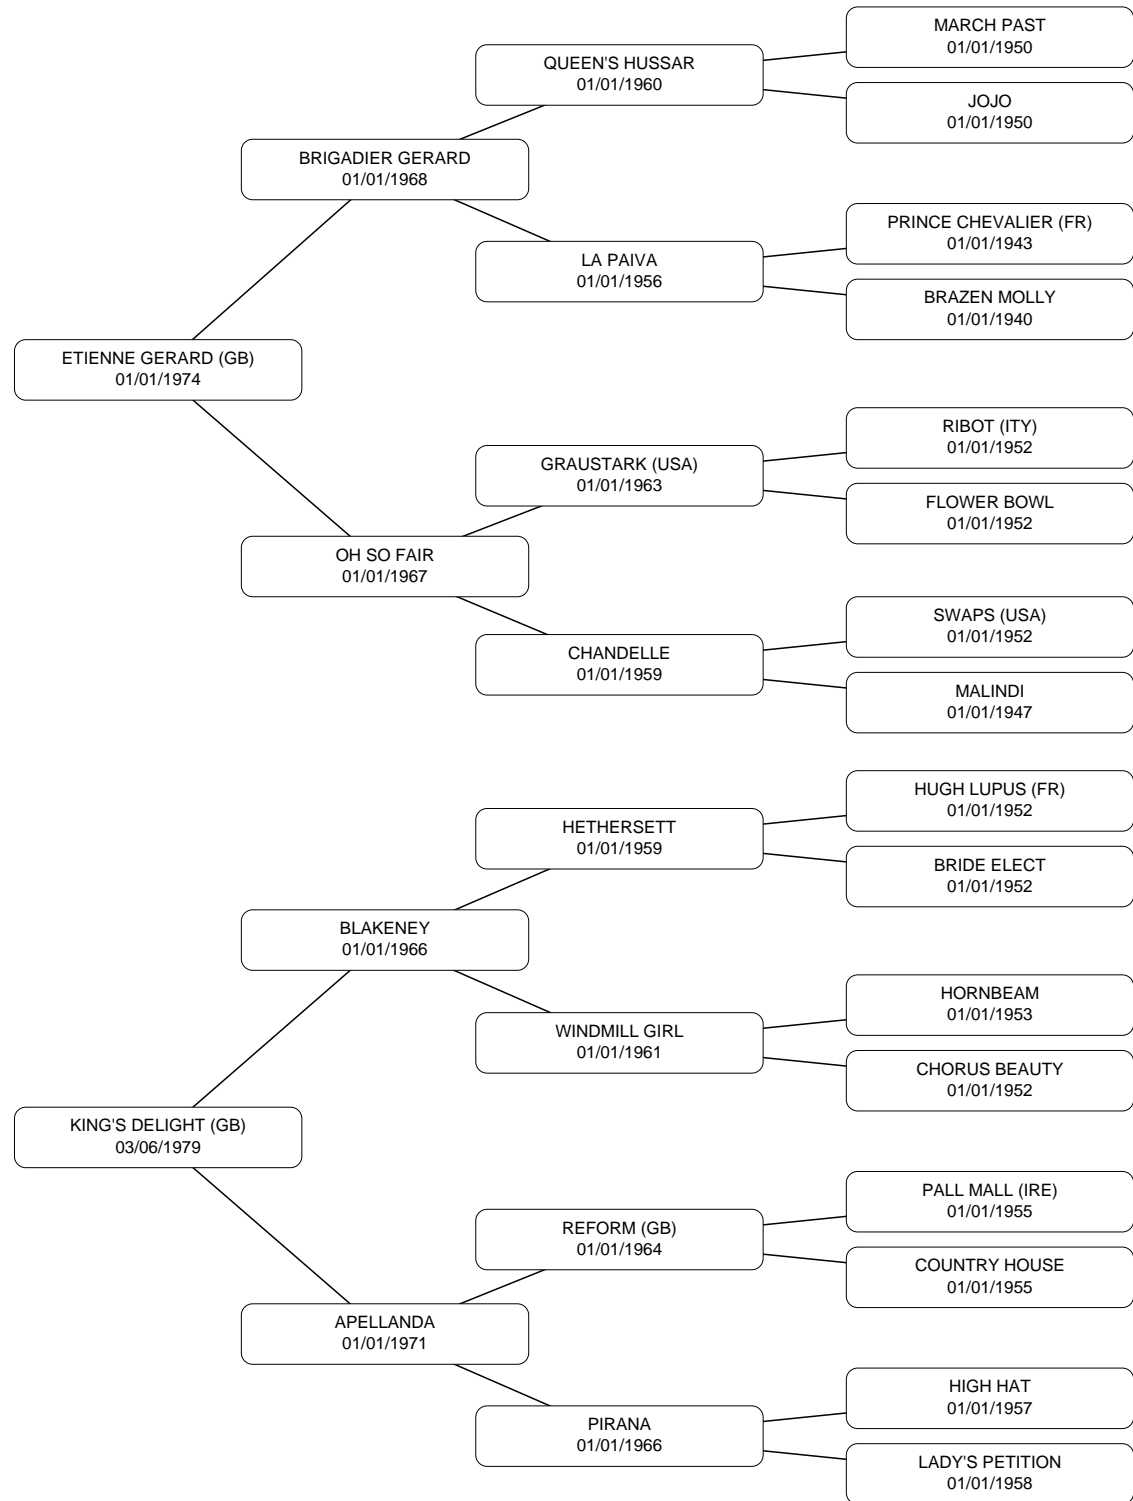 MARCH PAST
01/01/1950
QUEEN'S HUSSAR
01/01/1960
JOJO
01/01/1950
BRIGADIER GERARD
01/01/1968
PRINCE CHEVALIER (FR)
01/01/1943
LA PAIVA
01/01/1956
BRAZEN MOLLY
01/01/1940
ETIENNE GERARD (GB)
01/01/1974
RIBOT (ITY)
01/01/1952
GRAUSTARK (USA)
01/01/1963
FLOWER BOWL
01/01/1952
OH SO FAIR
01/01/1967
SWAPS (USA)
01/01/1952
CHANDELLE
01/01/1959
MALINDI
01/01/1947
HUGH LUPUS (FR)
01/01/1952
HETHERSETT
01/01/1959
BRIDE ELECT
01/01/1952
BLAKENEY
01/01/1966
HORNBEAM
01/01/1953
WINDMILL GIRL
01/01/1961
CHORUS BEAUTY
01/01/1952
KING'S DELIGHT (GB)
03/06/1979
PALL MALL (IRE)
01/01/1955
REFORM (GB)
01/01/1964
COUNTRY HOUSE
01/01/1955
APELLANDA
01/01/1971
HIGH HAT
01/01/1957
PIRANA
01/01/1966
LADY'S PETITION
01/01/1958